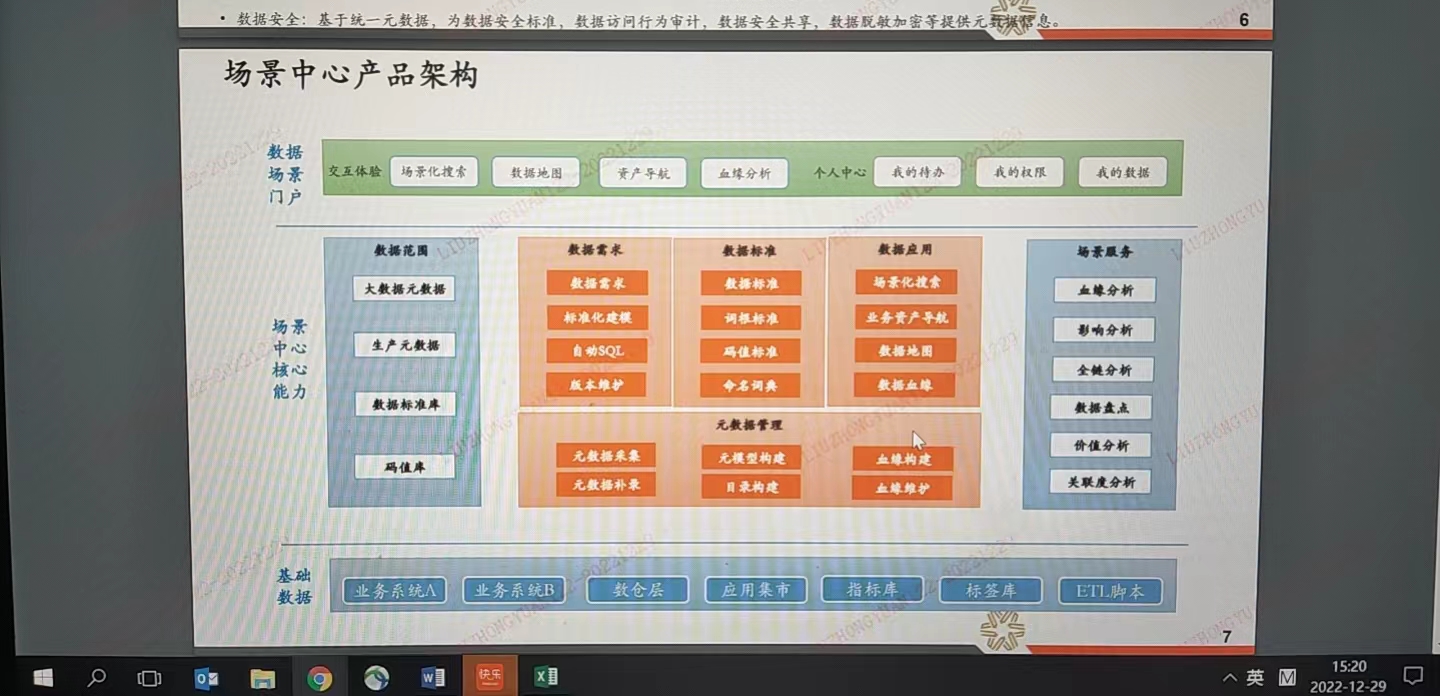 • 数据安全：基于统一元数据，为数据安全标准，数据访问行为审计，数据安全共享，数据脱敏加密等提供元数据信息。
6
场景中心产品架构
数据
场景
门户
交互体验 场景化搜索 数据地图 资产导航 血缘分析 个人中心 我的待办 我的权限 我的数据
场景
中心
核心
能力
数据范围
大数据元数据
生产元数据
数据标准库
码值库
数据需求
数据需求
标准化建模
自动SQL
版本维护
数据标准
数据标准
词根标准
码值标准
命名词典
数据应用
场景化搜索
业务资产导航
数据地图
数据血缘
元数据管理
元数据采集 元模型构建 血缘构建
元数据补录 目录构建 血缘维护
场景服务
血缘分析
影响分析
全链分析
数据盘点
价值分析
关联度分析
基础
数据
业务系统A 业务系统B 数仓层 应用集市 指标库 标签库 ETL脚本
7
快乐
英 M
15:20
2022-12-29